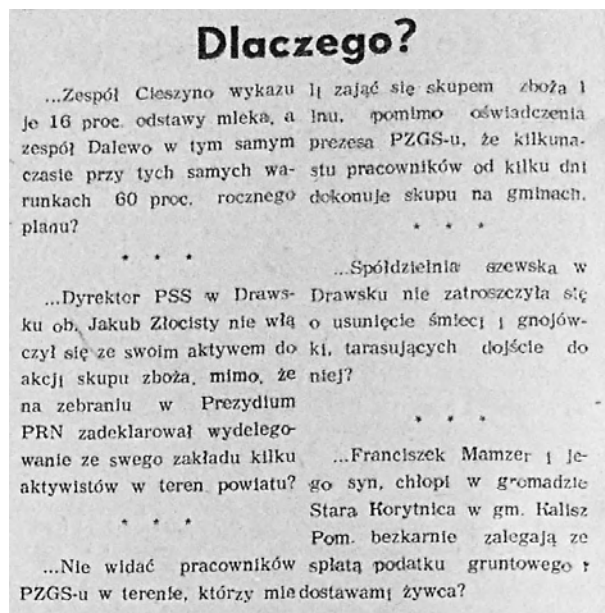 Dlaczego?
...Zespół Cieszyno wykazu
je 16 proc. odstawy mleka, a
zespół Dalewo w tym samym
czasie przy tych samych wa-
runkach 60 proc. rocznego
planu?
* * *
...Dyrektor PSS w Draws-
ku ob. Jakub Złocisty nie włą
czył się ze swoim aktywem do
akcji skupu zboża, mimo, że
na zebraniu w Prezydium
PRN zadeklarował wydelego-
wanie ze swego zakładu kilku
aktywistów w teren powiatu?
* * *
...Nie widać pracowników
PZGS-u w terenie, którzy mie
li zająć się skupem zboża i
lnu, pomimo oświadczenia
prezesa PZGS-u, że kilkuna-
stu pracowników od kilku dni
dokonuje skupu na gminach.
* * *
...Spółdzielnia szewska w
Drawsku nie zatroszczyła się
o usunięcie śmieci i gnojów-
ki, tarasujących dojście do
niej?
* * *
...Franciszek Mamzer i je-
go syn, chłopi w gromadzie
Stara Korytnica w gm. Kalisz
Pom. bezkarnie zalegają ze
spłatą podatku gruntowego i
dostawami żywca?